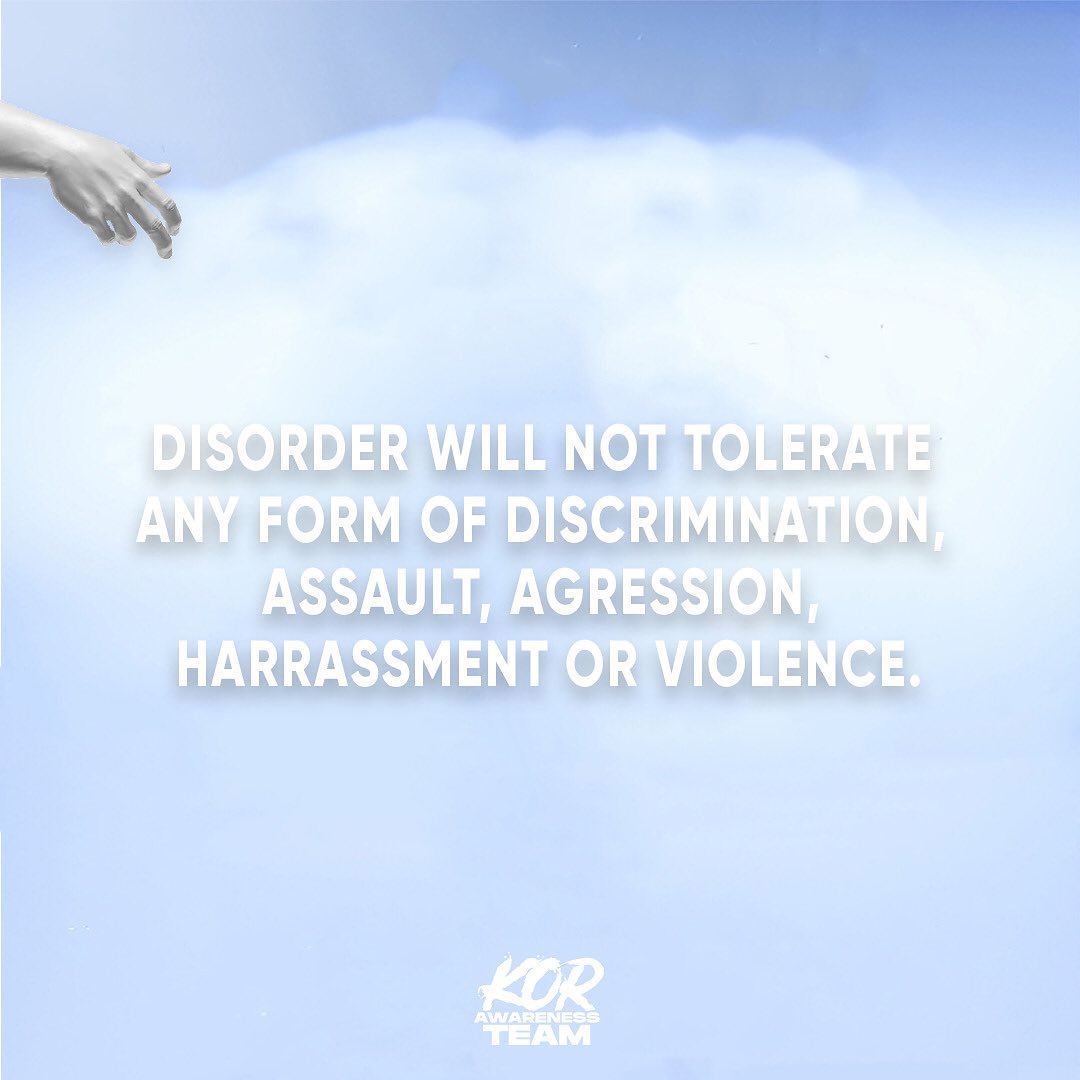 DISORDER WILL NOT TOLERATE
ANY FORM OF DISCRIMINATION,
ASSAULT, AGRESSION,
HARRASSMENT OR VIOLENCE.
KOR
AWARENESS
TEAM